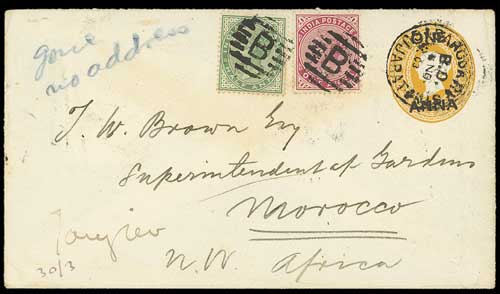 gone
no address
INDIA POSTAGE
B
B
ANNA
T. W. Brown Esq
Superintendent of Gardens
Morocco
N. W. Africa
Tangier
30/3